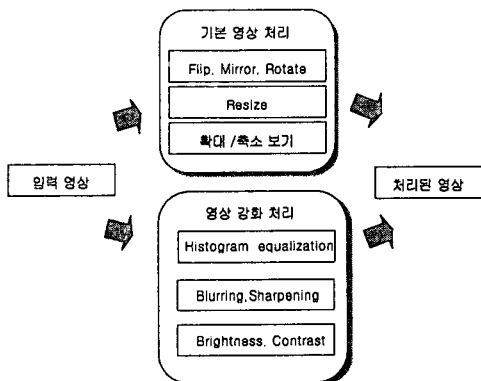 기본 영상 처리
Flip, Mirror, Rotate
Resize
확대 /축소 보기
입력 영상
처리된 영상
영상 강화 처리
Histogram equalization
Blurring,Sharpening
Brightness, Contrast